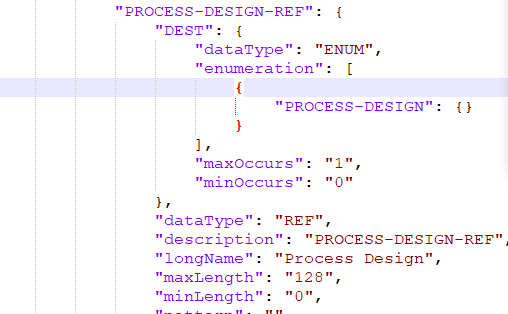 "PROCESS-DESIGN-REF": {
"DEST": {
"dataType": "ENUM",
"enumeration": [
{
"PROCESS-DESIGN": {}
}
],
"maxOccurs": "1",
"minOccurs": "0"
},
"dataType": "REF",
"description": "PROCESS-DESIGN-REF",
"longName": "Process Design",
"maxLength": "128",
"minLength": "0",
"pattern": ""